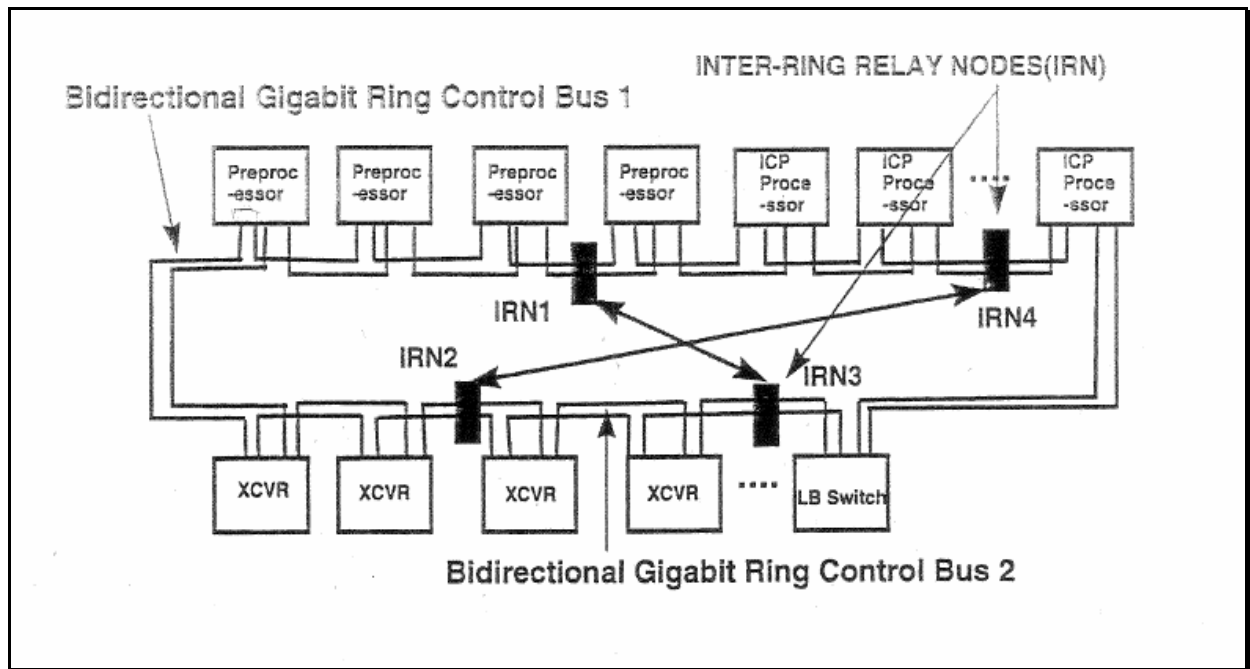 INTER-RING RELAY NODES(IRN)
Bidirectional Gigabit Ring Control Bus 1
Preproc
-essor
Preproc
-essor
Preproc
-essor
Preproc
-essor
ICP
Proce
-ssor
ICP
Proce
-ssor
.....
ICP
Proce
-ssor
IRN1
IRN4
IRN2
IRN3
XCVR
XCVR
XCVR
XCVR
....
LB Switch
Bidirectional Gigabit Ring Control Bus 2